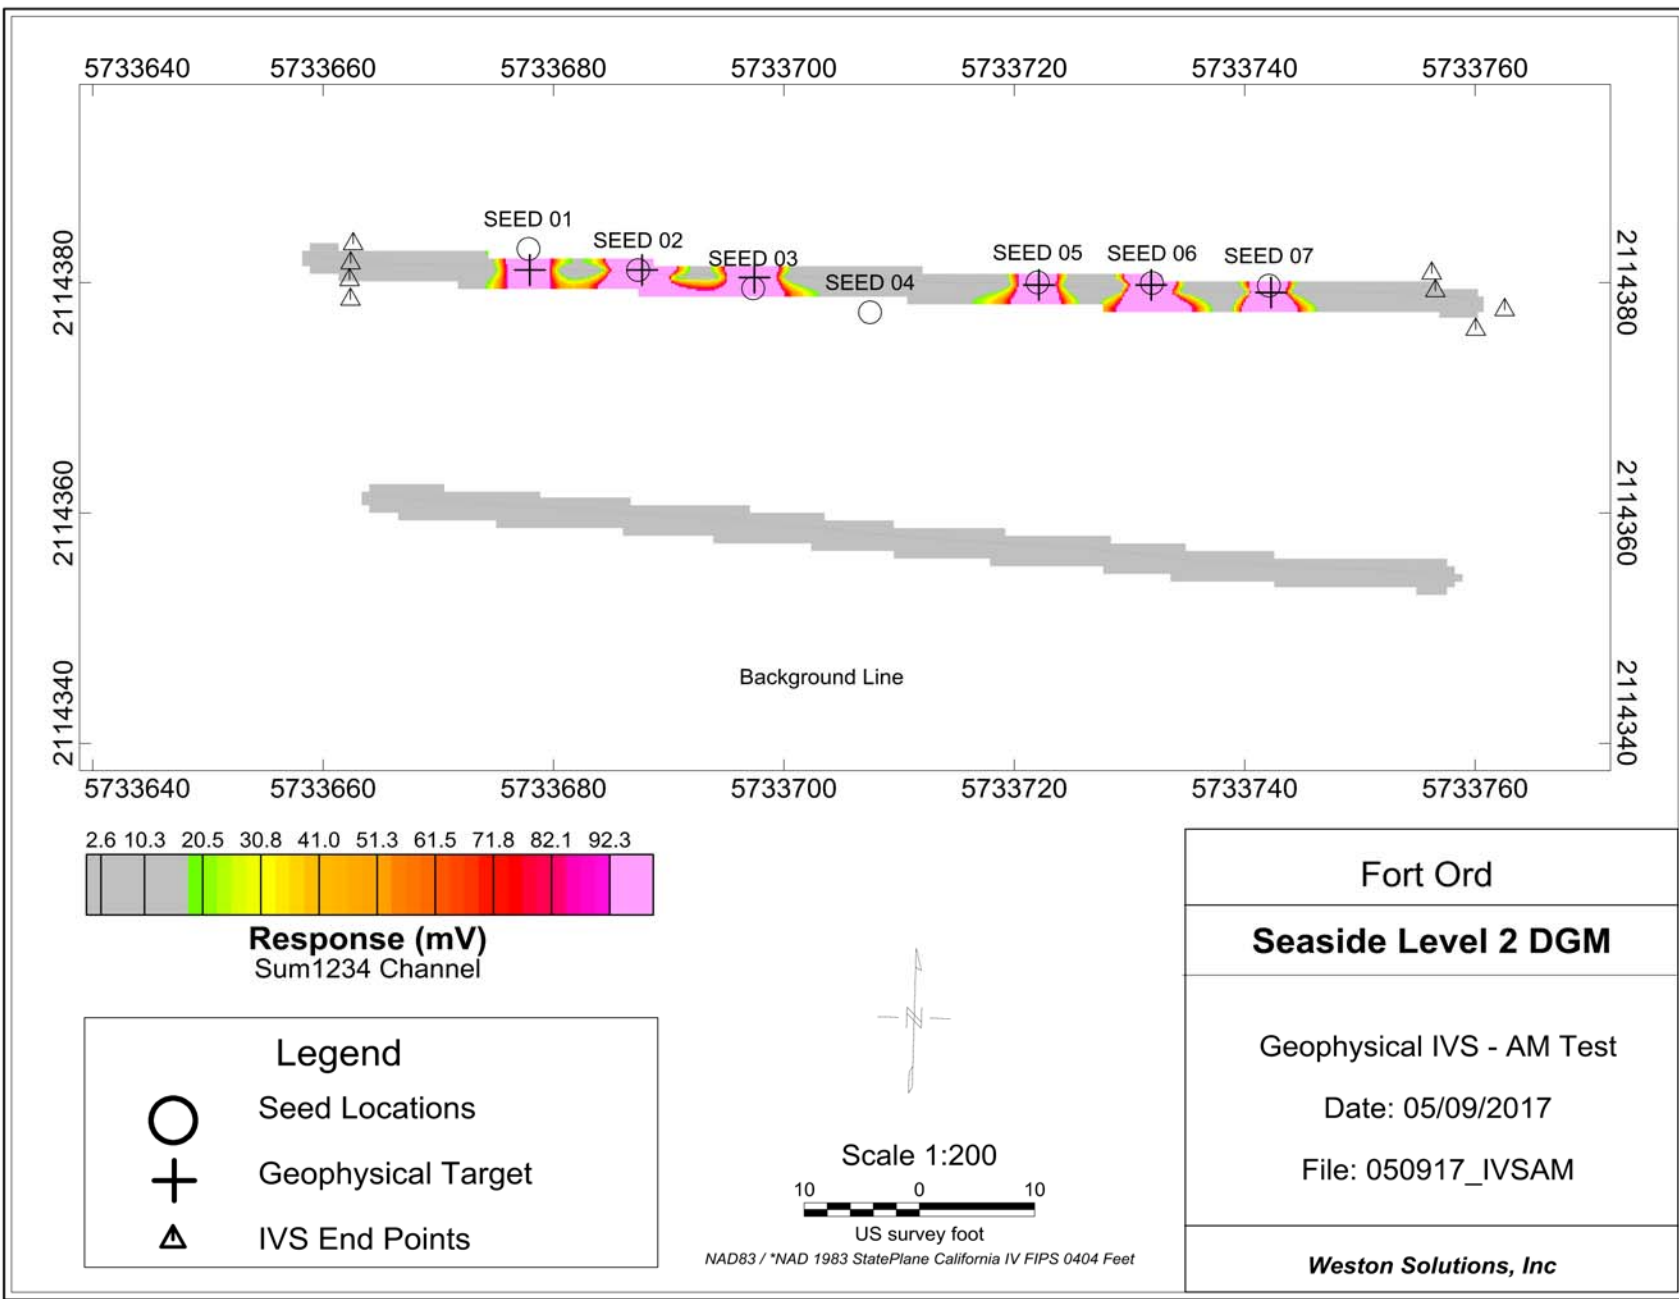 5733640 5733660 5733680 5733700 5733720 5733740 5733760
2114380
2114380
SEED 01
SEED 02
SEED 03
SEED 04
SEED 05
SEED 06
SEED 07
2114360
2114360
Background Line
2114340
2114340
5733640 5733660 5733680 5733700 5733720 5733740 5733760
2.6 10.3 20.5 30.8 41.0 51.3 61.5 71.8 82.1 92.3
Response (mV)
Sum1234 Channel
Legend
Seed Locations
Geophysical Target
IVS End Points
N
Scale 1:200
10 0 10
US survey foot
NAD83 / *NAD 1983 StatePlane California IV FIPS 0404 Feet
Fort Ord
Seaside Level 2 DGM
Geophysical IVS - AM Test
Date: 05/09/2017
File: 050917_IVSAM
Weston Solutions, Inc